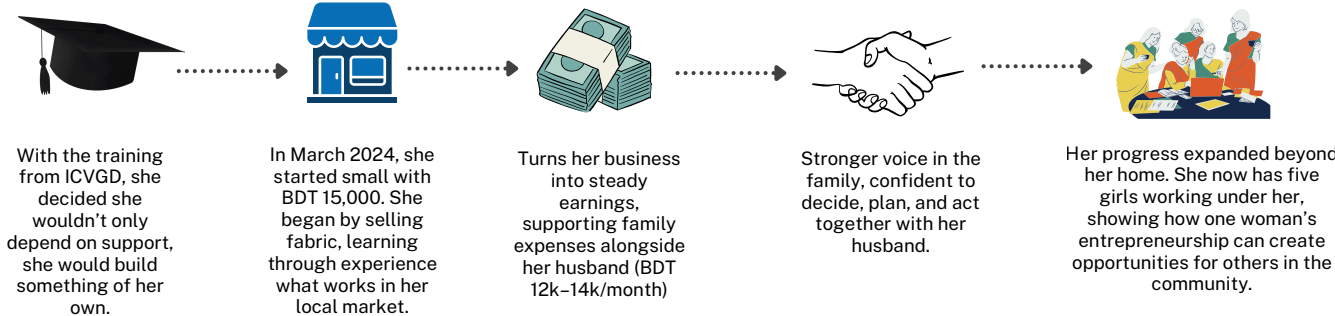 With the training
from ICVGD, she
decided she
wouldn't only
depend on support,
she would build
something of her
own.
In March 2024, she
started small with
BDT 15,000. She
began by selling
fabric, learning
through experience
what works in her
local market.
Turns her business
into steady
earnings,
supporting family
expenses alongside
her husband (BDT
12k–14k/month)
Stronger voice in the
family, confident to
decide, plan, and act
together with her
husband.
Her progress expanded beyond
her home. She now has five
girls working under her,
showing how one woman's
entrepreneurship can create
opportunities for others in the
community.